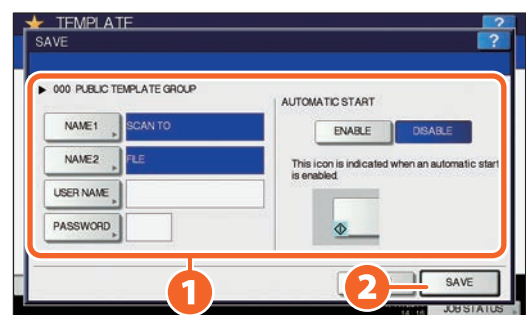 TEMPLATE
?
SAVE
?
000 PUBLIC TEMPLATE GROUP
NAME1
SCAN TO
NAME2
FILE
USER NAME
PASSWORD
AUTOMATIC START
ENABLE
DISABLE
This icon is indicated when an automatic start
is enabled
1
2
SAVE
JOB STATUS